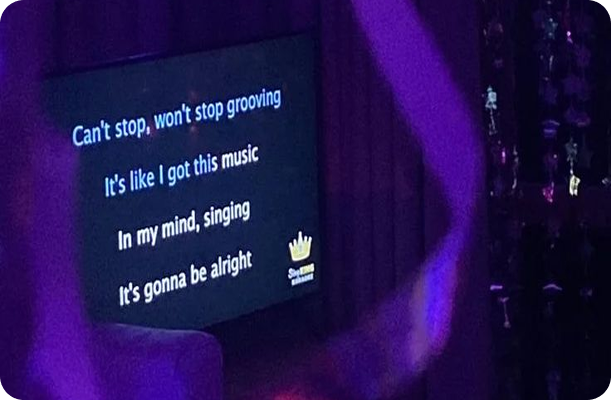 Can't stop, won't stop grooving
It's like I got this music
In my mind, singing
It's gonna be alright
SingKING
KARAOKE